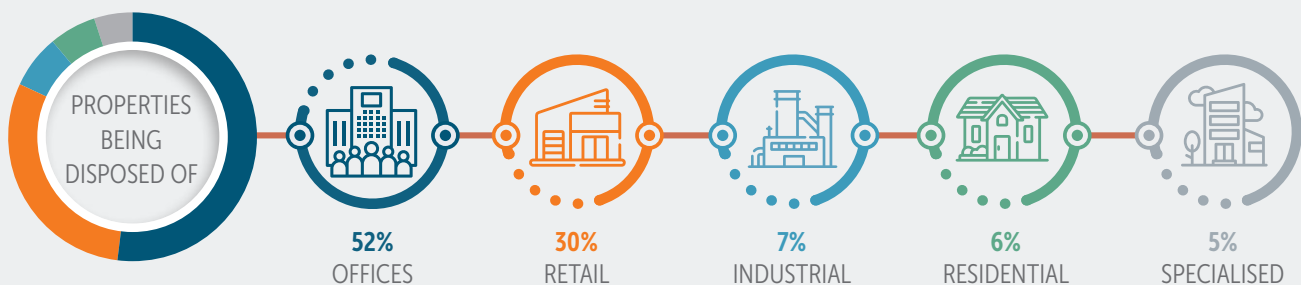 PROPERTIES
BEING
DISPOSED OF
52%
OFFICES
30%
RETAIL
7%
INDUSTRIAL
6%
RESIDENTIAL
5%
SPECIALISED